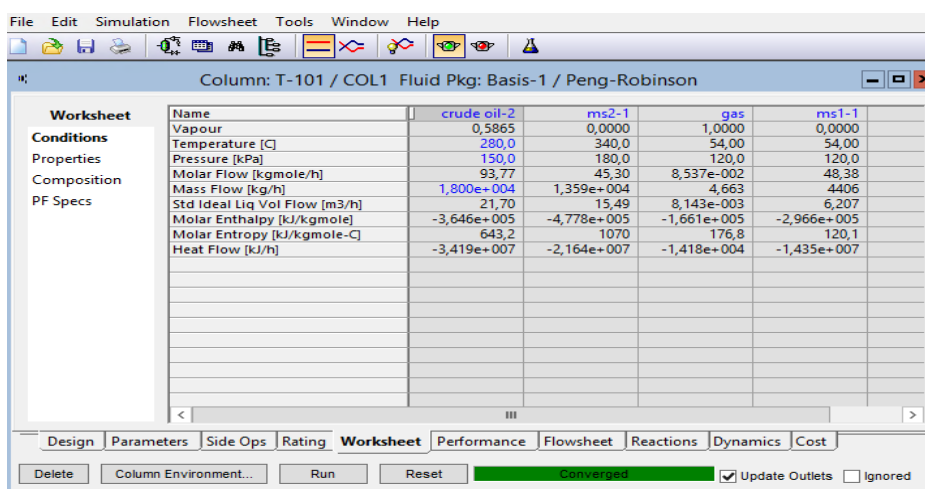 File Edit Simulation Flowsheet Tools Window Help
Column: T-101 / COL1 Fluid Pkg: Basis-1 / Peng-Robinson
Worksheet
Conditions
Properties
Composition
PF Specs
Name crude oil-2 ms2-1 gas ms1-1
Vapour 0,5865 0,0000 1,0000 0,0000
Temperature [C] 280,0 340,0 54,00 54,00
Pressure [kPa] 150,0 180,0 120,0 120,0
Molar Flow [kgmole/h] 93,77 45,30 8,537e-002 48,38
Mass Flow [kg/h] 1,800e+004 1,359e+004 4,663 4406
Std Ideal Liq Vol Flow [m3/h] 21,70 15,49 8,143e-003 6,207
Molar Enthalpy [kJ/kgmole] -3,646e+005 -4,778e+005 -1,661e+005 -2,966e+005
Molar Entropy [kJ/kgmole-C] 643,2 1070 176,8 120,1
Heat Flow [kJ/h] -3,419e+007 -2,164e+007 -1,418e+004 -1,435e+007
Design Parameters Side Ops Rating Worksheet Performance Flowsheet Reactions Dynamics Cost
Delete Column Environment... Run Reset Converged Update Outlets Ignored